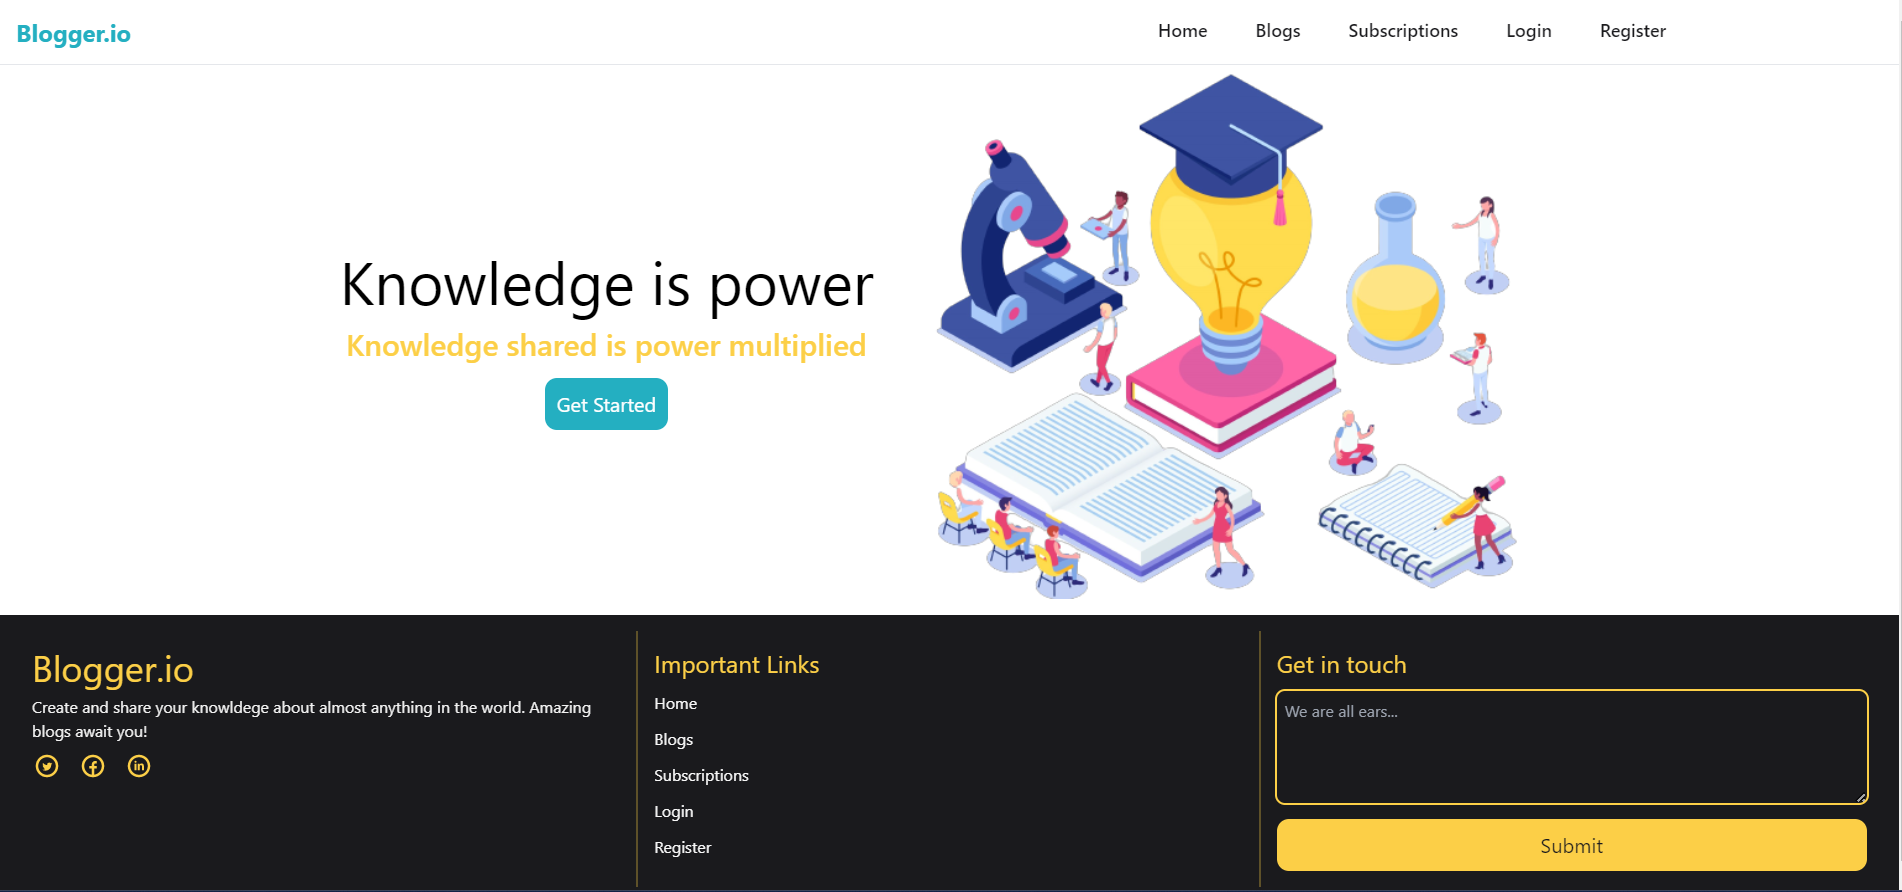 Blogger.io
Home
Blogs
Subscriptions
Login
Register
Knowledge is power
Knowledge shared is power multiplied
Get Started
Blogger.io
Create and share your knowldege about almost anything in the world. Amazing
blogs await you!
Important Links
Home
Blogs
Subscriptions
Login
Register
Get in touch
We are all ears...
Submit